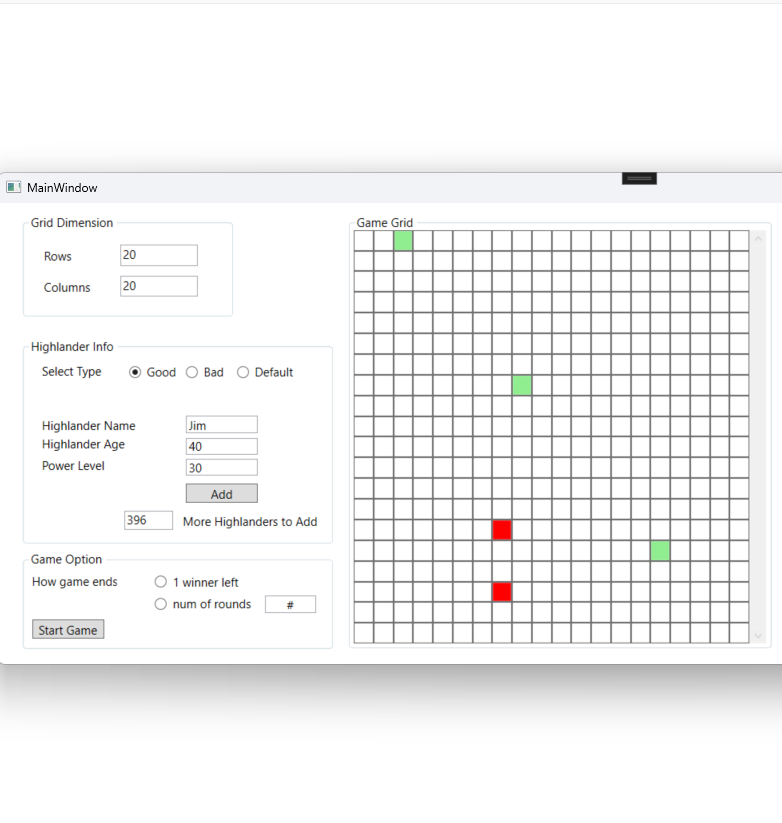 MainWindow
Grid Dimension
Rows 20
Columns 20
Highlander Info
Select Type Good Bad Default
Highlander Name Jim
Highlander Age 40
Power Level 30
Add
396 More Highlanders to Add
Game Option
How game ends 1 winner left
num of rounds #
Start Game
Game Grid